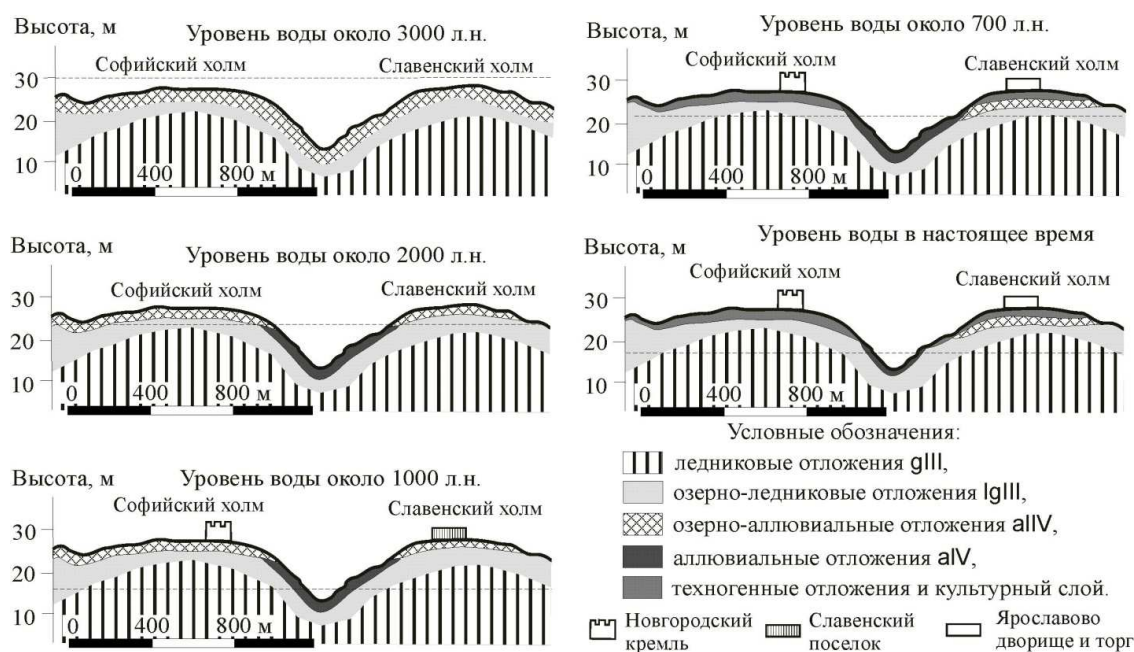 Высота, м
Уровень воды около 3000 л.н.
Софийский холм
Славенский холм
30
20
10
0 400 800 м
Высота, м
Уровень воды около 2000 л.н.
Софийский холм
Славенский холм
30
20
10
0 400 800 м
Высота, м
Уровень воды около 1000 л.н.
Софийский холм
Славенский холм
30
20
10
0 400 800 м
Высота, м
Уровень воды около 700 л.н.
Софийский холм
Славенский холм
30
20
10
0 400 800 м
Высота, м
Уровень воды в настоящее время
Софийский холм
Славенский холм
30
20
10
0 400 800 м
Условные обозначения:
ледниковые отложения gIII,
озерно-ледниковые отложения lgIII,
озерно-аллювиальные отложения alIV,
аллювиальные отложения aIV,
техногенные отложения и культурный слой.
Новгородский
кремль
Славенский
поселок
Ярославово
дворище и торг